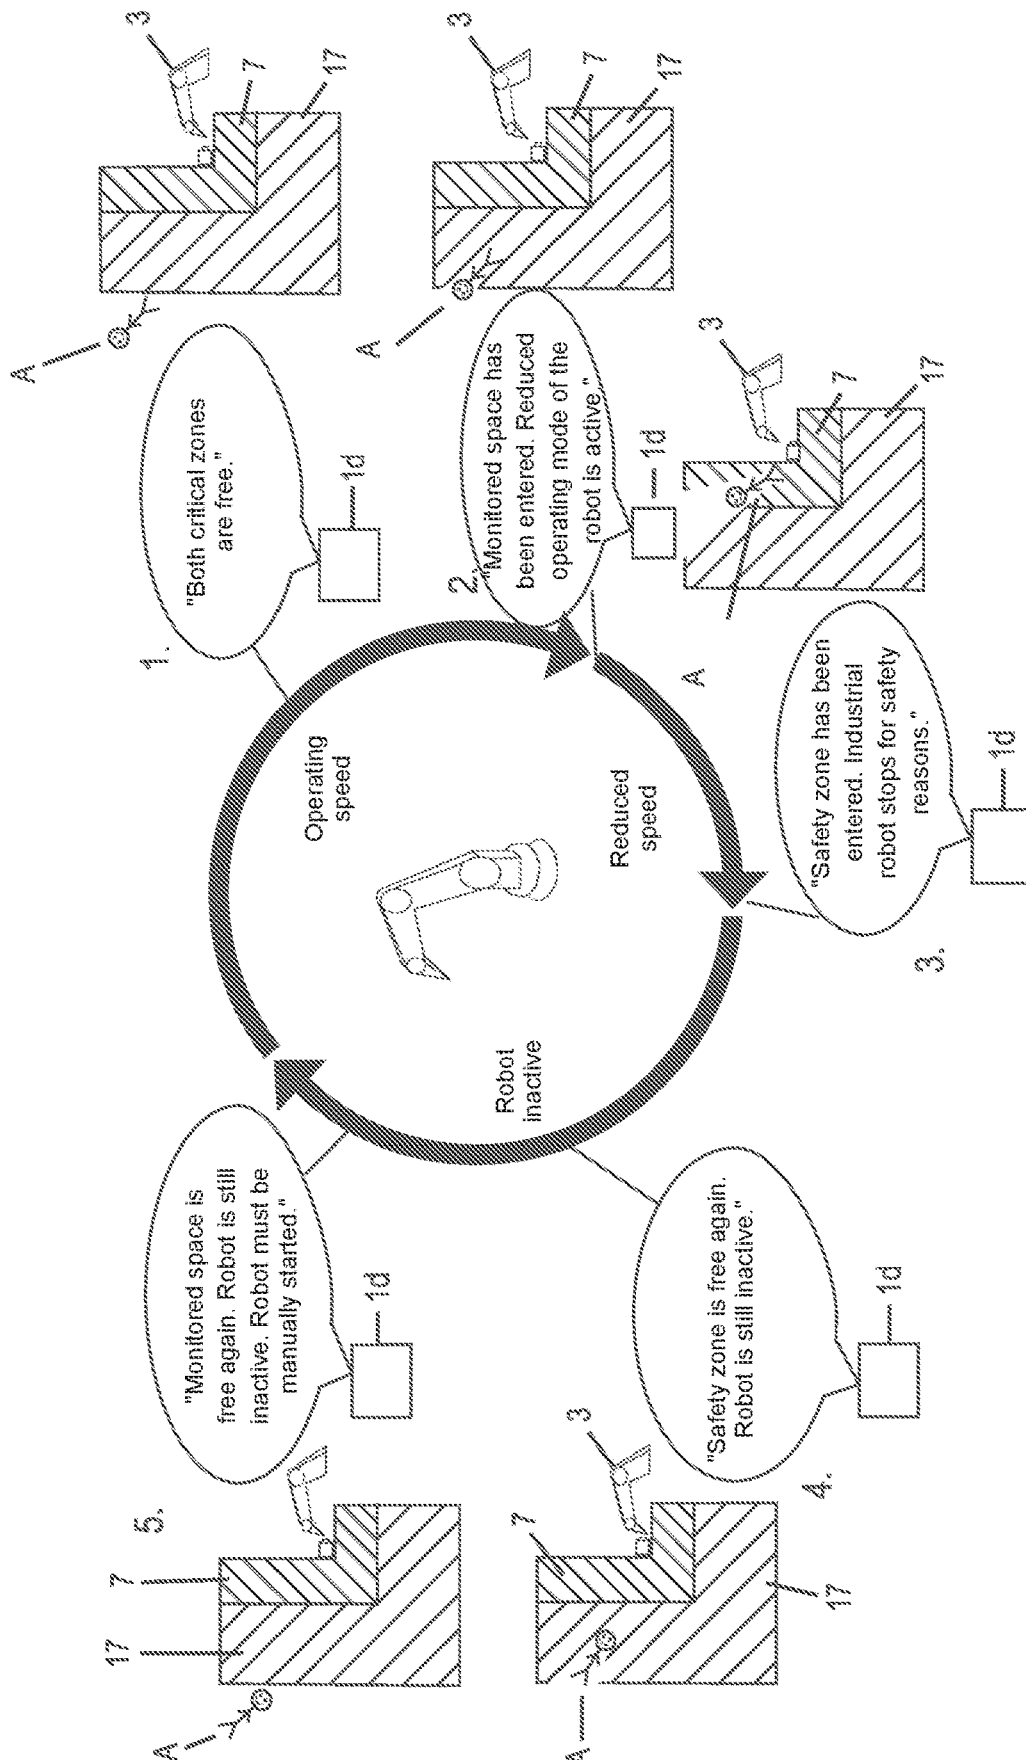 A
17
7
5.
"Monitored space is
free again. Robot is still
inactive. Robot must be
manually started."
1d
1.
"Both critical zones
are free."
1d
A
3
7
17
Operating
speed
Robot
inactive
Reduced
speed
2.
"Monitored space has
been entered. Reduced
operating mode of the
robot is active."
1d
A
3
7
17
A
7
3
17
4.
"Safety zone is free again.
Robot is still inactive."
1d
3.
"Safety zone has been
entered. Industrial
robot stops for safety
reasons."
1d
A
3
7
17